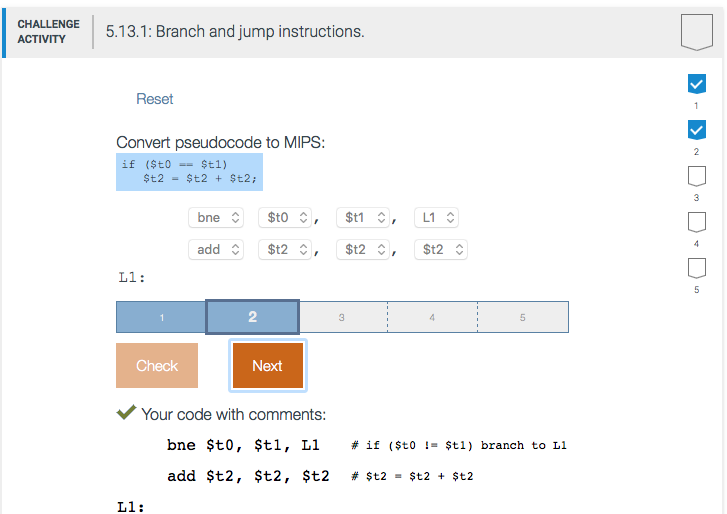 CHALLENGE
ACTIVITY
5.13.1: Branch and jump instructions.
Reset
1
2
3
4
5
Convert pseudocode to MIPS:
if ($t0 == $t1)
$t2 = $t2 + $t2;
bne $t0 , $t1 , L1
add $t2 , $t2 , $t2
L1:
1 2 3 4 5
Check Next
Your code with comments:
bne $t0, $t1, L1 # if ($t0 != $t1) branch to L1
add $t2, $t2, $t2 # $t2 = $t2 + $t2
L1: